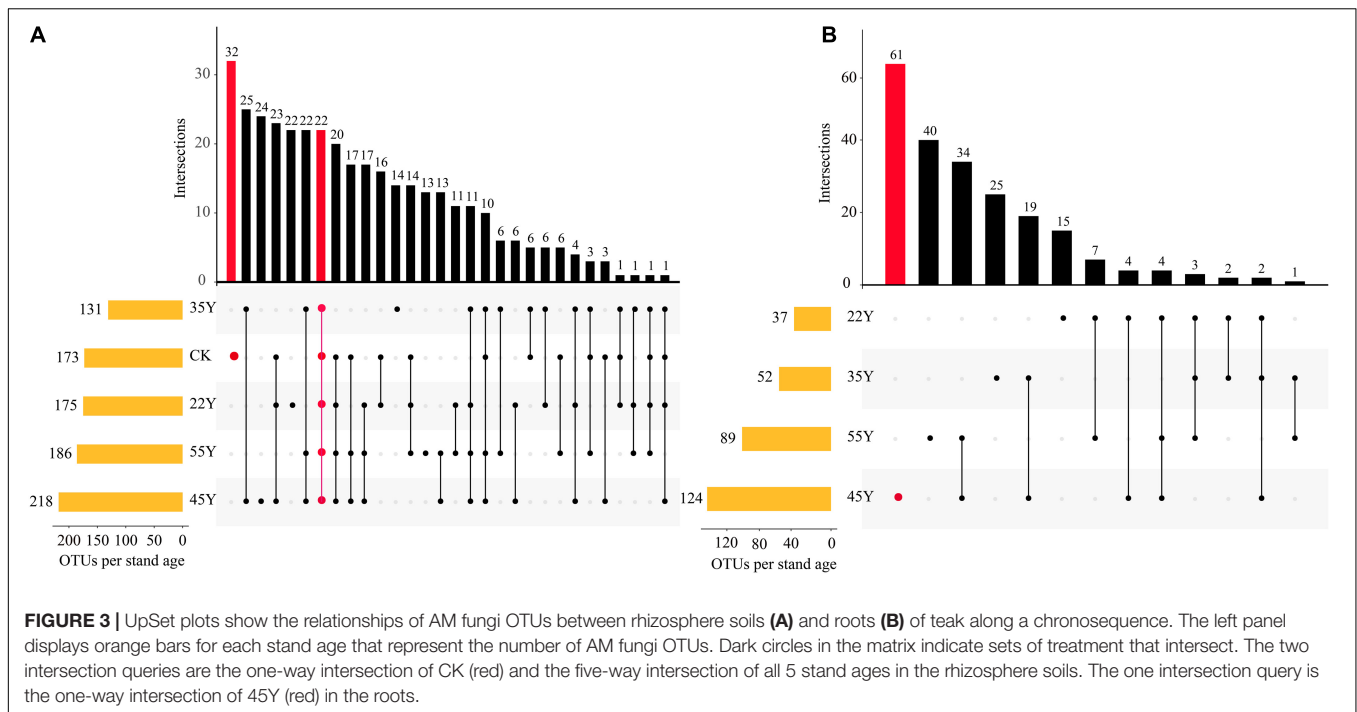 A
B
32
25
24
23
22
22
22
20
17
17
16
14
14
13
13
11
11
10
6
6
6
6
6
4
3
3
1
1
1
1
30
20
10
0
Intersections
131
35Y
173
CK
175
22Y
186
55Y
218
45Y
200 150 100 50 0
OTUs per stand age
61
40
34
25
19
15
7
4
4
3
2
2
1
60
40
20
0
Intersections
37
22Y
52
35Y
89
55Y
124
45Y
120 80 40 0
OTUs per stand age
FIGURE 3 | UpSet plots show the relationships of AM fungi OTUs between rhizosphere soils (A) and roots (B) of teak along a chronosequence. The left panel
displays orange bars for each stand age that represent the number of AM fungi OTUs. Dark circles in the matrix indicate sets of treatment that intersect. The two
intersection queries are the one-way intersection of CK (red) and the five-way intersection of all 5 stand ages in the rhizosphere soils. The one intersection query is
the one-way intersection of 45Y (red) in the roots.